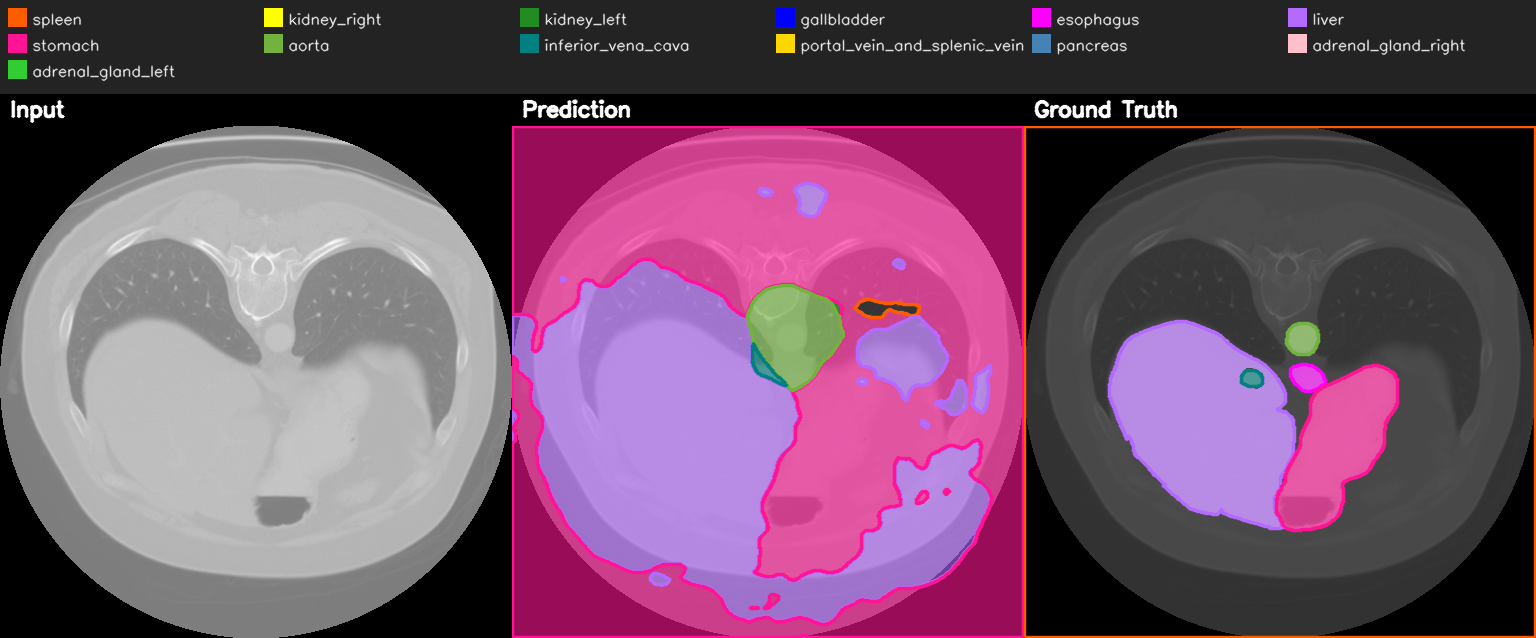 spleen kidney_right kidney_left gallbladder esophagus liver
stomach aorta inferior_vena_cava portal_vein_and_splenic_vein pancreas adrenal_gland_right
adrenal_gland_left
Input Prediction Ground Truth